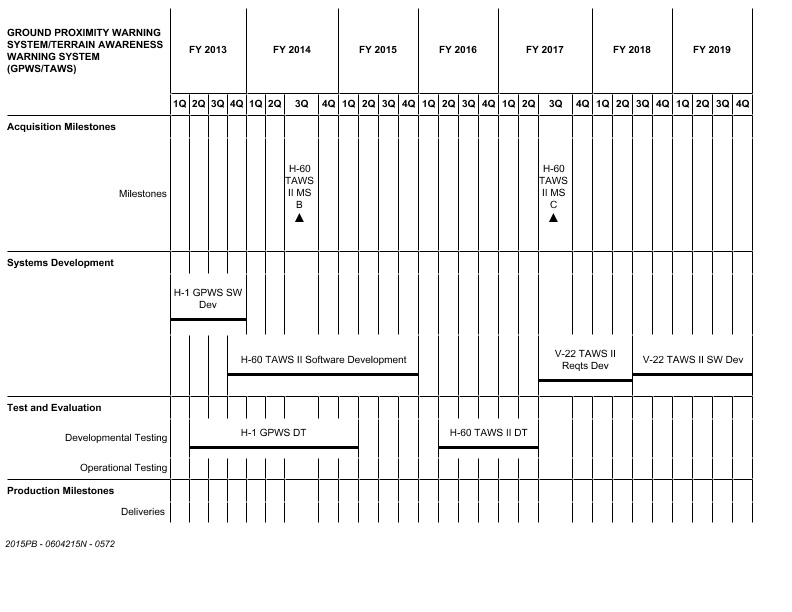 GROUND PROXIMITY WARNING
SYSTEM/TERRAIN AWARENESS
WARNING SYSTEM
(GPWS/TAWS)
FY 2013 FY 2014 FY 2015 FY 2016 FY 2017 FY 2018 FY 2019
1Q 2Q 3Q 4Q 1Q 2Q 3Q 4Q 1Q 2Q 3Q 4Q 1Q 2Q 3Q 4Q 1Q 2Q 3Q 4Q 1Q 2Q 3Q 4Q 1Q 2Q 3Q 4Q
Acquisition Milestones
Milestones
H-60
TAWS
II MS
B
H-60
TAWS
II MS
C
Systems Development
H-1 GPWS SW
Dev
H-60 TAWS II Software Development
V-22 TAWS II
Reqts Dev
V-22 TAWS II SW Dev
Test and Evaluation
Developmental Testing
H-1 GPWS DT
H-60 TAWS II DT
Operational Testing
Production Milestones
Deliveries
2015PB - 0604215N - 0572